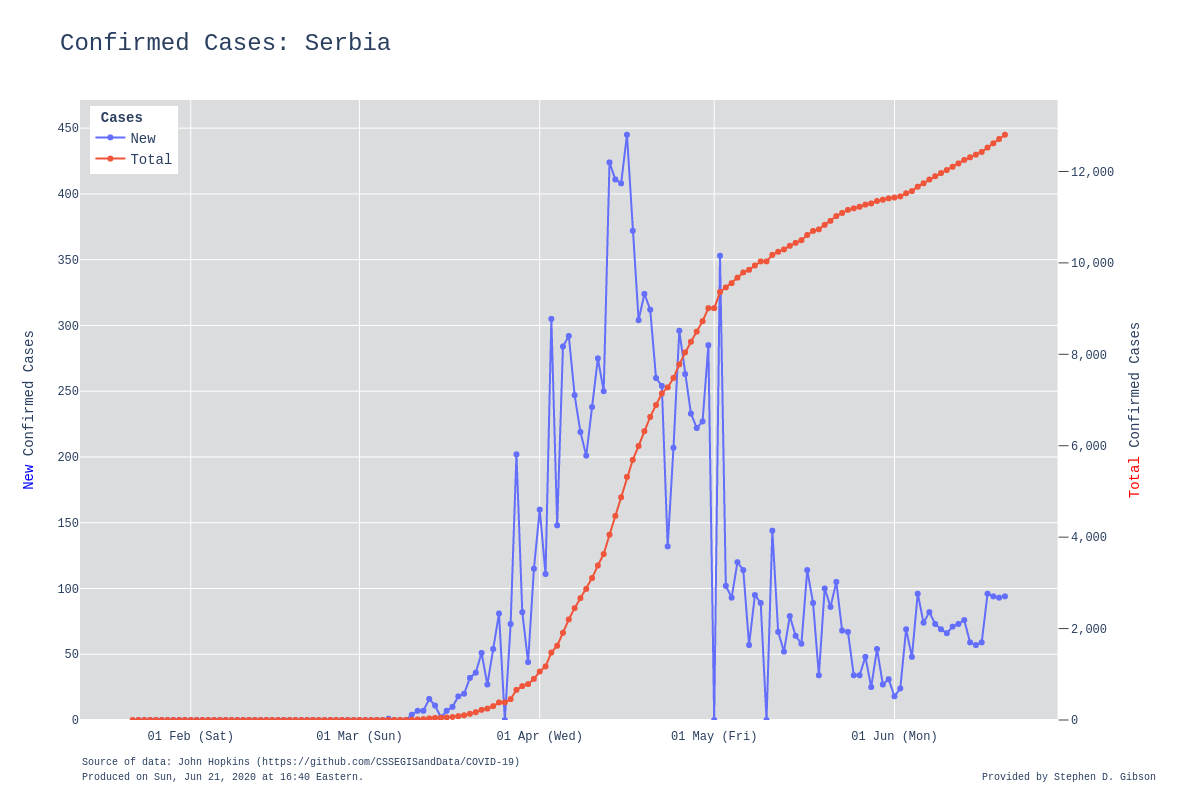 Confirmed Cases: Serbia
Cases
New
Total
450
400
350
300
250
200
150
100
50
0
New Confirmed Cases
12,000
10,000
8,000
6,000
4,000
2,000
0
Total Confirmed Cases
01 Feb (Sat)
01 Mar (Sun)
01 Apr (Wed)
01 May (Fri)
01 Jun (Mon)
Source of data: John Hopkins (https://github.com/CSSEGISandData/COVID-19)
Produced on Sun, Jun 21, 2020 at 16:40 Eastern.
Provided by Stephen D. Gibson